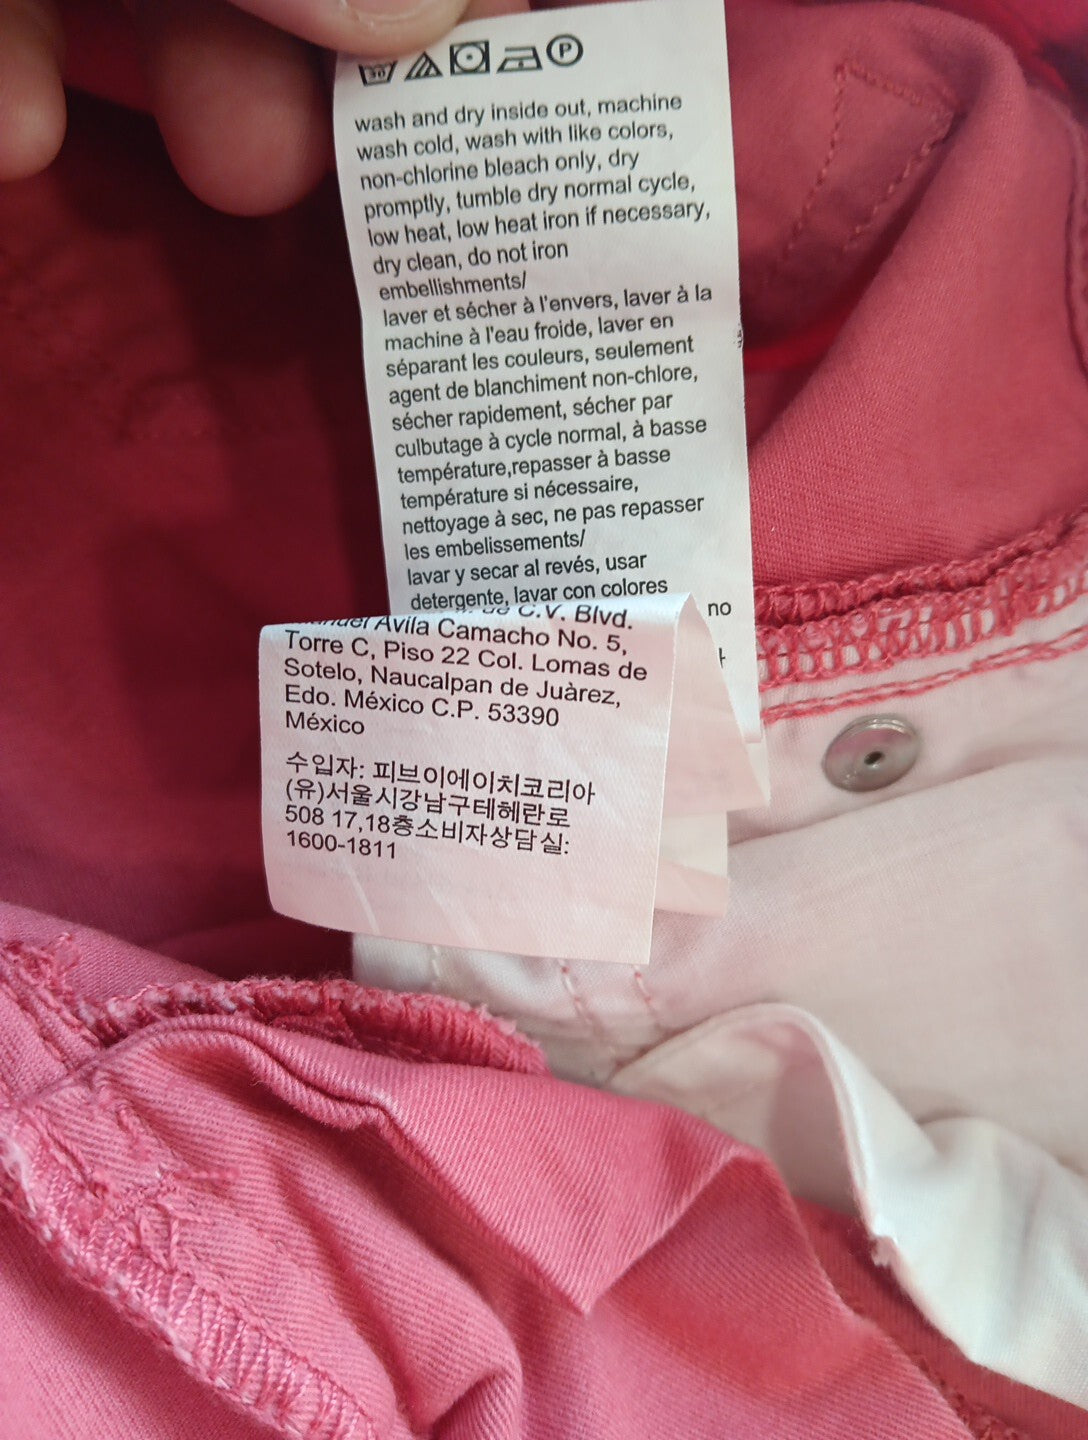 30
P
wash and dry inside out, machine
wash cold, wash with like colors,
non-chlorine bleach only, dry
promptly, tumble dry normal cycle,
low heat, low heat iron if necessary,
dry clean, do not iron
embellishments/
laver et sécher à l'envers, laver à la
machine à l'eau froide, laver en
séparant les couleurs, seulement
agent de blanchiment non-chlore,
sécher rapidement, sécher par
culbutage à cycle normal, à basse
température,repasser à basse
température si nécessaire,
nettoyage à sec, ne pas repasser
les embelissements/
lavar y secar al revés, usar
detergente, lavar con colores
no
de C.V. Blvd.
Avila Camacho No. 5,
Torre C, Piso 22 Col. Lomas de
Sotelo, Naucalpan de Juàrez,
Edo. México C.P. 53390
México
수입자: 피브이에이치코리아
(유)서울시강남구테헤란로
508 17,18층소비자상담실:
1600-1811